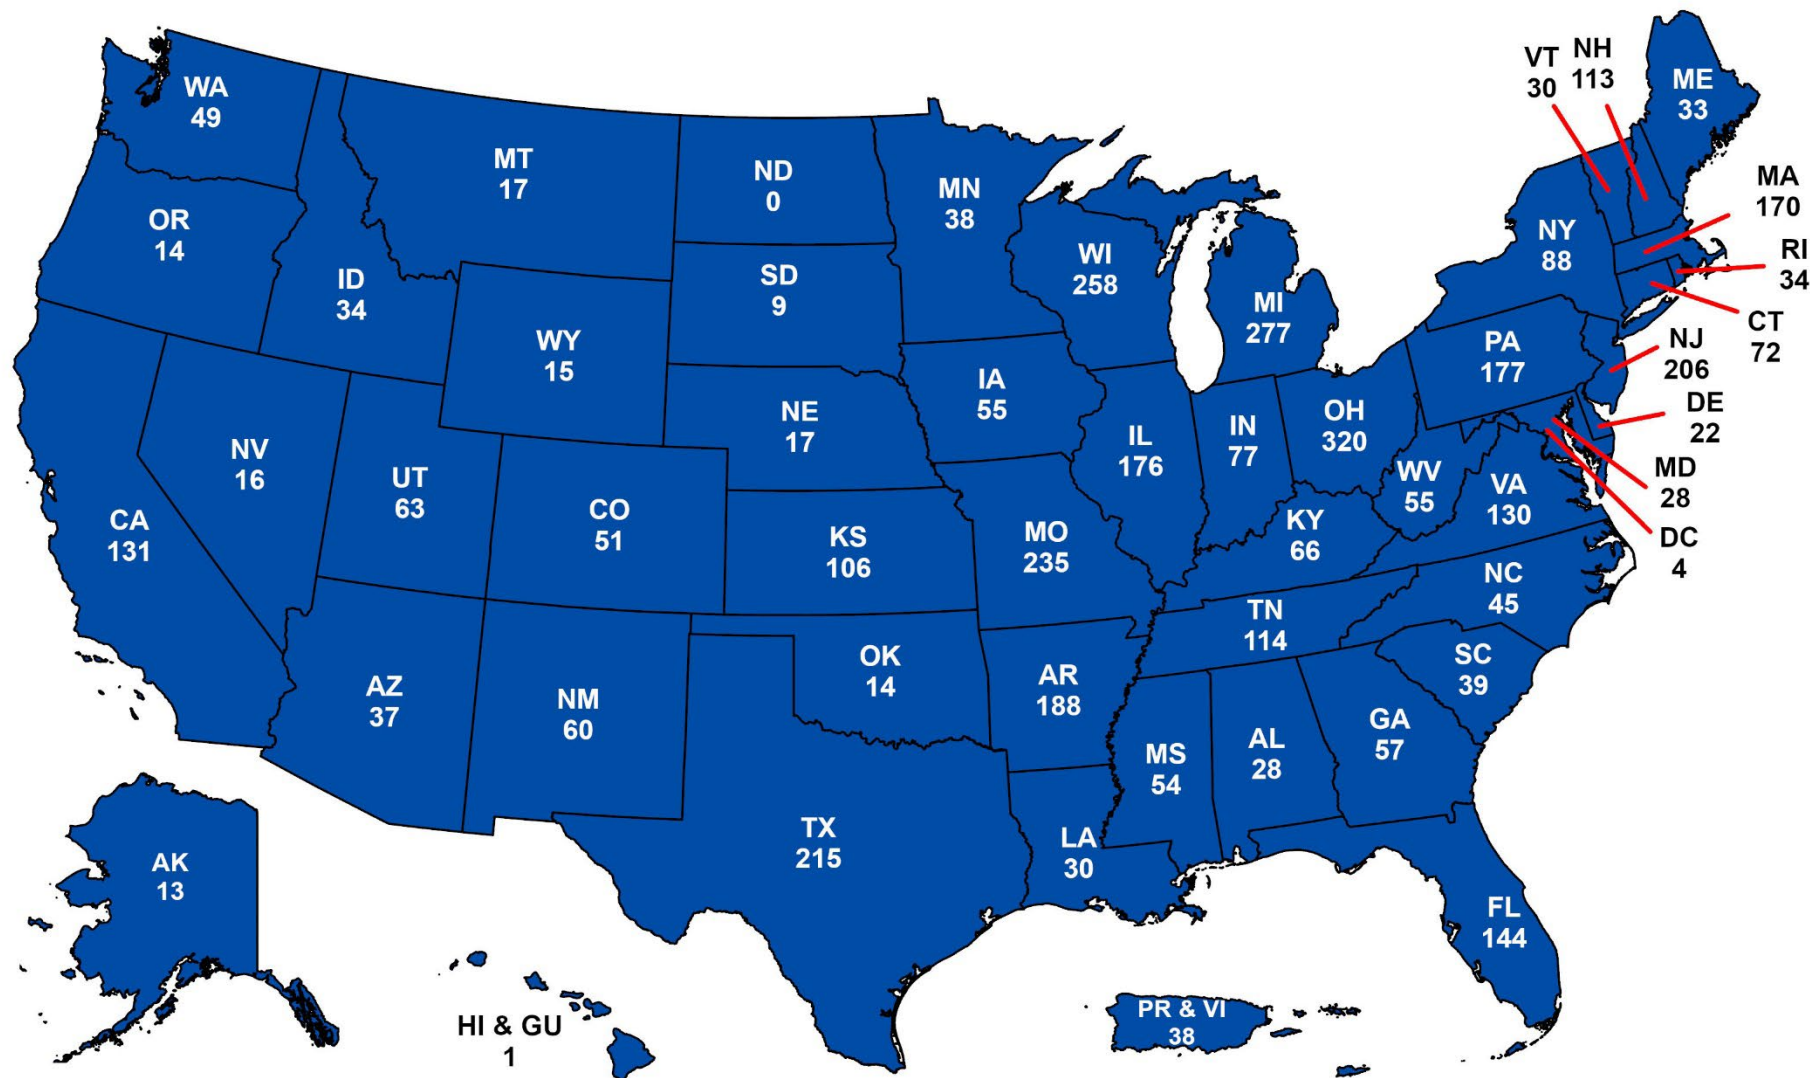 WA
49
OR
14
CA
131
NV
16
ID
34
MT
17
WY
15
UT
63
AZ
37
CO
51
NM
60
ND
0
SD
9
NE
17
KS
106
OK
14
TX
215
MN
38
IA
55
MO
235
AR
188
LA
30
WI
258
IL
176
MI
277
IN
77
OH
320
KY
66
TN
114
MS
54
AL
28
GA
57
FL
144
SC
39
NC
45
VA
130
WV
55
PA
177
NY
88
VT
30
NH
113
ME
33
MA
170
RI
34
CT
72
NJ
206
DE
22
MD
28
DC
4
AK
13
HI & GU
1
PR & VI
38